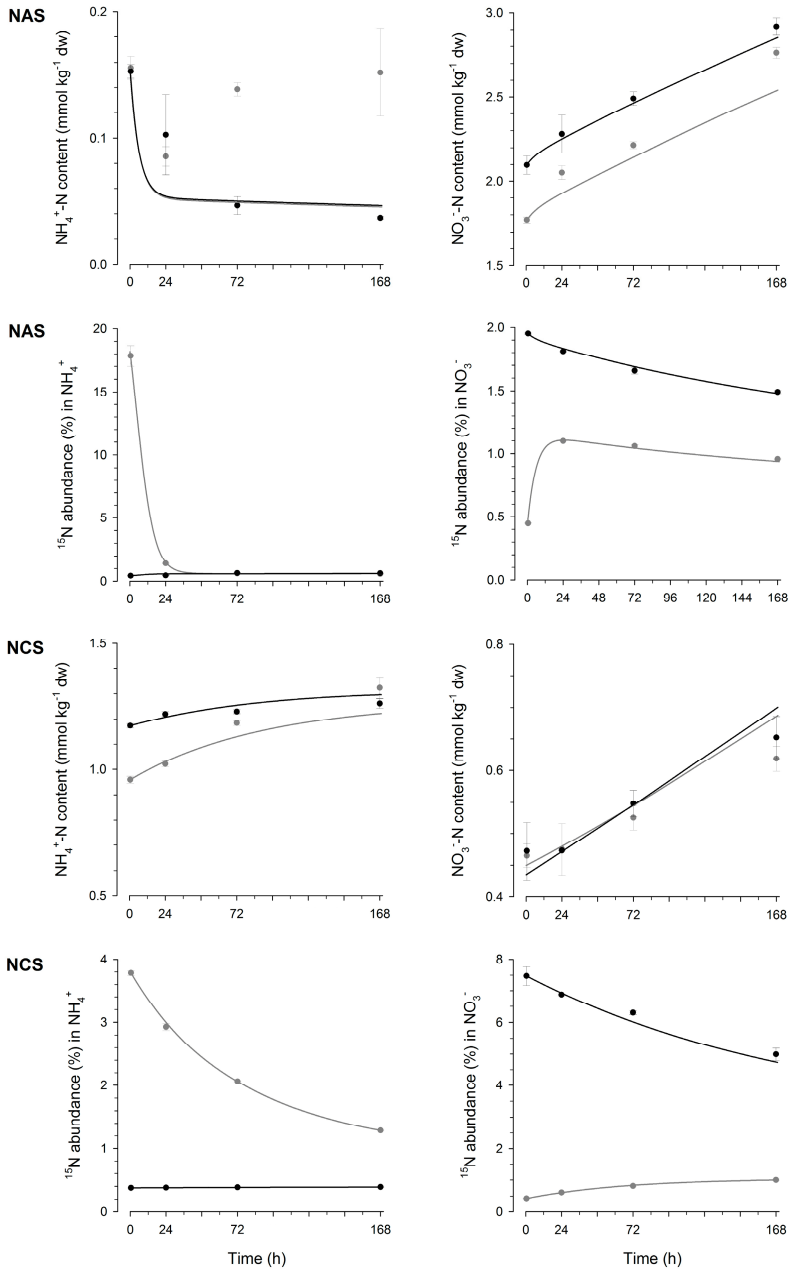 NAS
NH₄⁺-N content (mmol kg⁻¹ dw)
0.2
0.1
0.0
0 24 72 168
NO₃⁻-N content (mmol kg⁻¹ dw)
3.0
2.5
2.0
1.5
0 24 72 168
NAS
¹⁵N abundance (%) in NH₄⁺
20
15
10
5
0
0 24 72 168
¹⁵N abundance (%) in NO₃⁻
2.0
1.5
1.0
0.5
0.0
0 24 48 72 96 120 144 168
NCS
NH₄⁺-N content (mmol kg⁻¹ dw)
1.5
1.0
0.5
0 24 72 168
NO₃⁻-N content (mmol kg⁻¹ dw)
0.8
0.6
0.4
0 24 72 168
NCS
¹⁵N abundance (%) in NH₄⁺
4
3
2
1
0
0 24 72 168
Time (h)
¹⁵N abundance (%) in NO₃⁻
8
6
4
2
0
0 24 72 168
Time (h)